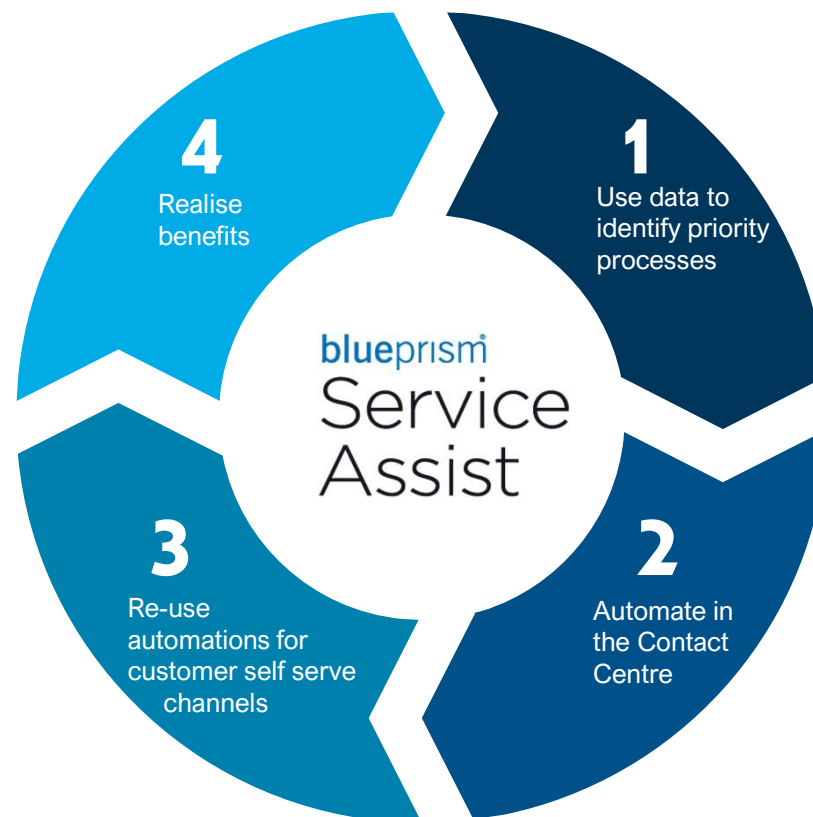 1
Use data to
identify priority
processes
2
Automate in
the Contact
Centre
3
Re-use
automations for
customer self serve
channels
4
Realise
benefits
blueprism®
Service
Assist